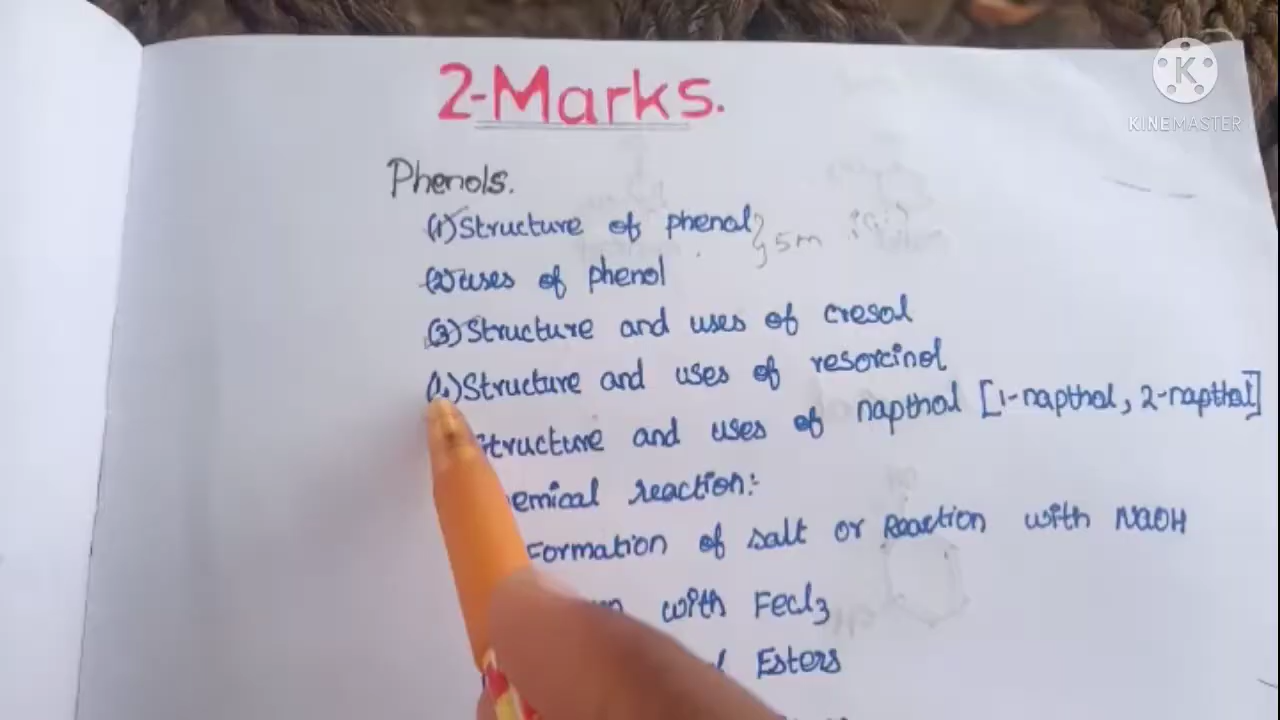 2-Marks.
Phenols.
(1) Structure of phenol } 5m
(2) uses of phenol
(3) Structure and uses of cresol
(4) Structure and uses of resorcinol
Structure and uses of napthol [1-napthol, 2-napthol]
emical reaction:-
Formation of salt or Reaction with NaOH
with FeCl3
Esters
KINEMASTER